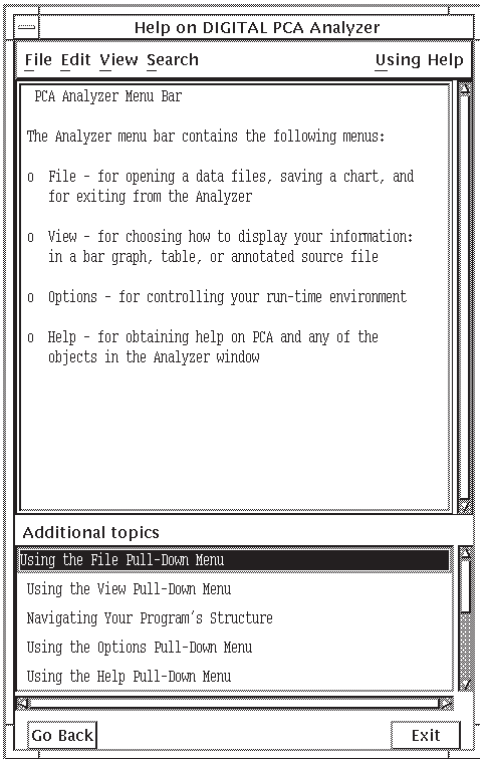 Help on DIGITAL PCA Analyzer
File Edit View Search Using Help
PCA Analyzer Menu Bar
The Analyzer menu bar contains the following menus:
o File - for opening a data files, saving a chart, and
for exiting from the Analyzer
o View - for choosing how to display your information:
in a bar graph, table, or annotated source file
o Options - for controlling your run-time environment
o Help - for obtaining help on PCA and any of the
objects in the Analyzer window
Additional topics
Using the File Pull-Down Menu
Using the View Pull-Down Menu
Navigating Your Program's Structure
Using the Options Pull-Down Menu
Using the Help Pull-Down Menu
Go Back Exit